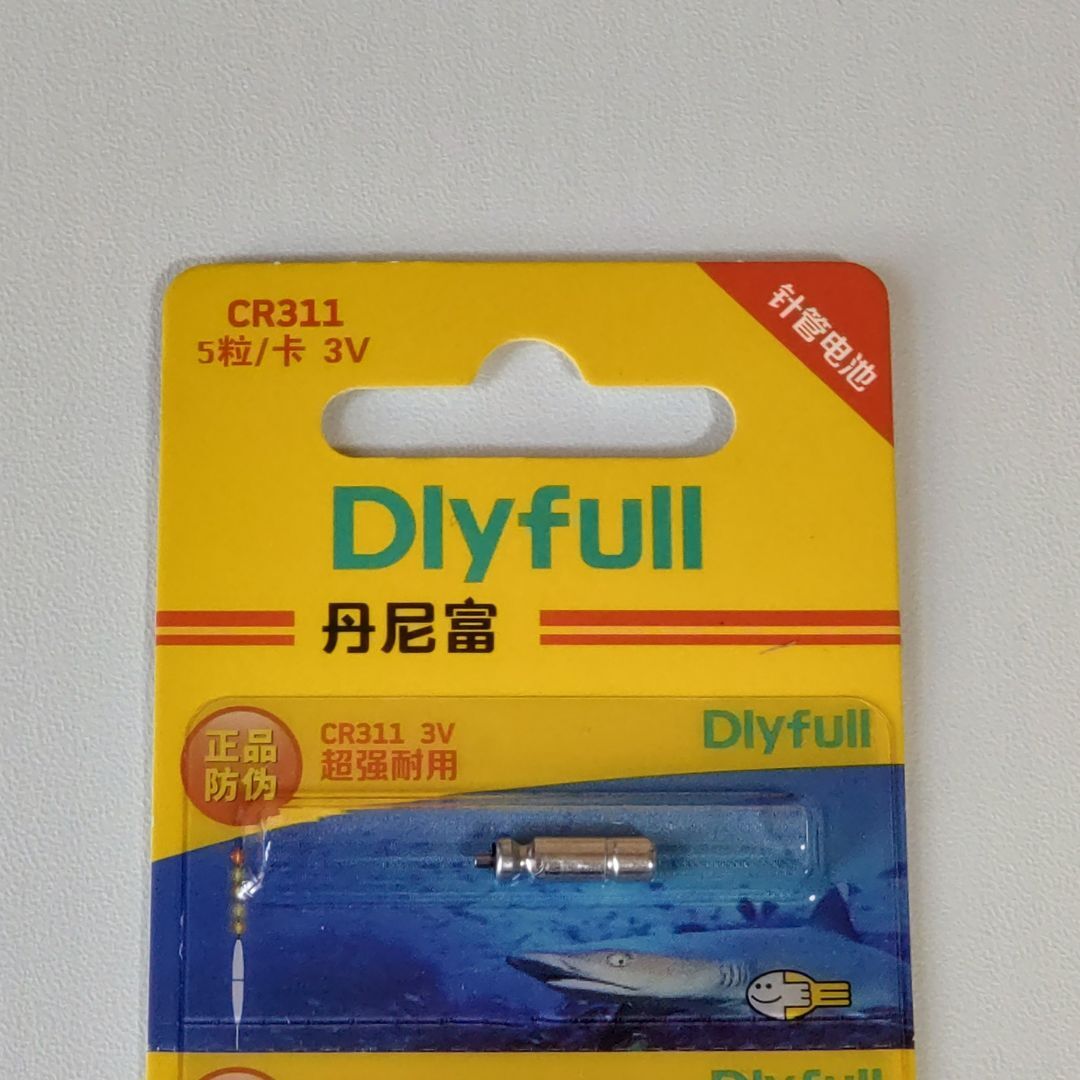 CR311
5粒/卡 3V
针管电池
Dlyfull
丹尼富
正品
防伪
CR311 3V
超强耐用
Dlyfull
Dlyfull